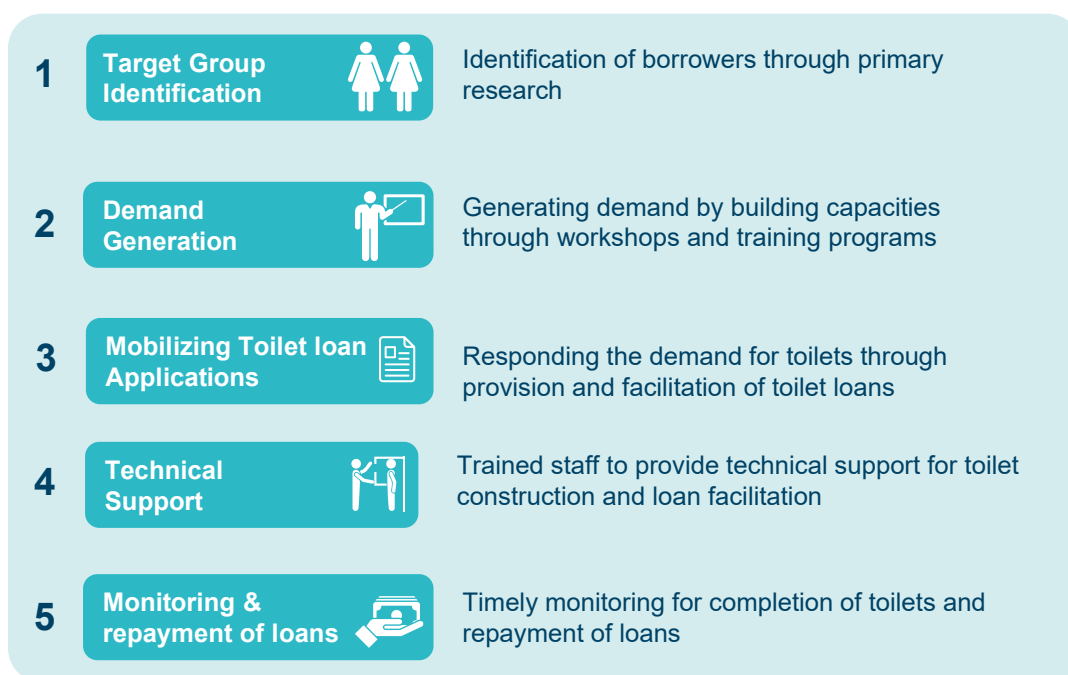 1
Target Group
Identification
Identification of borrowers through primary
research
2
Demand
Generation
Generating demand by building capacities
through workshops and training programs
3
Mobilizing Toilet loan
Applications
Responding the demand for toilets through
provision and facilitation of toilet loans
4
Technical
Support
Trained staff to provide technical support for toilet
construction and loan facilitation
5
Monitoring &
repayment of loans
Timely monitoring for completion of toilets and
repayment of loans